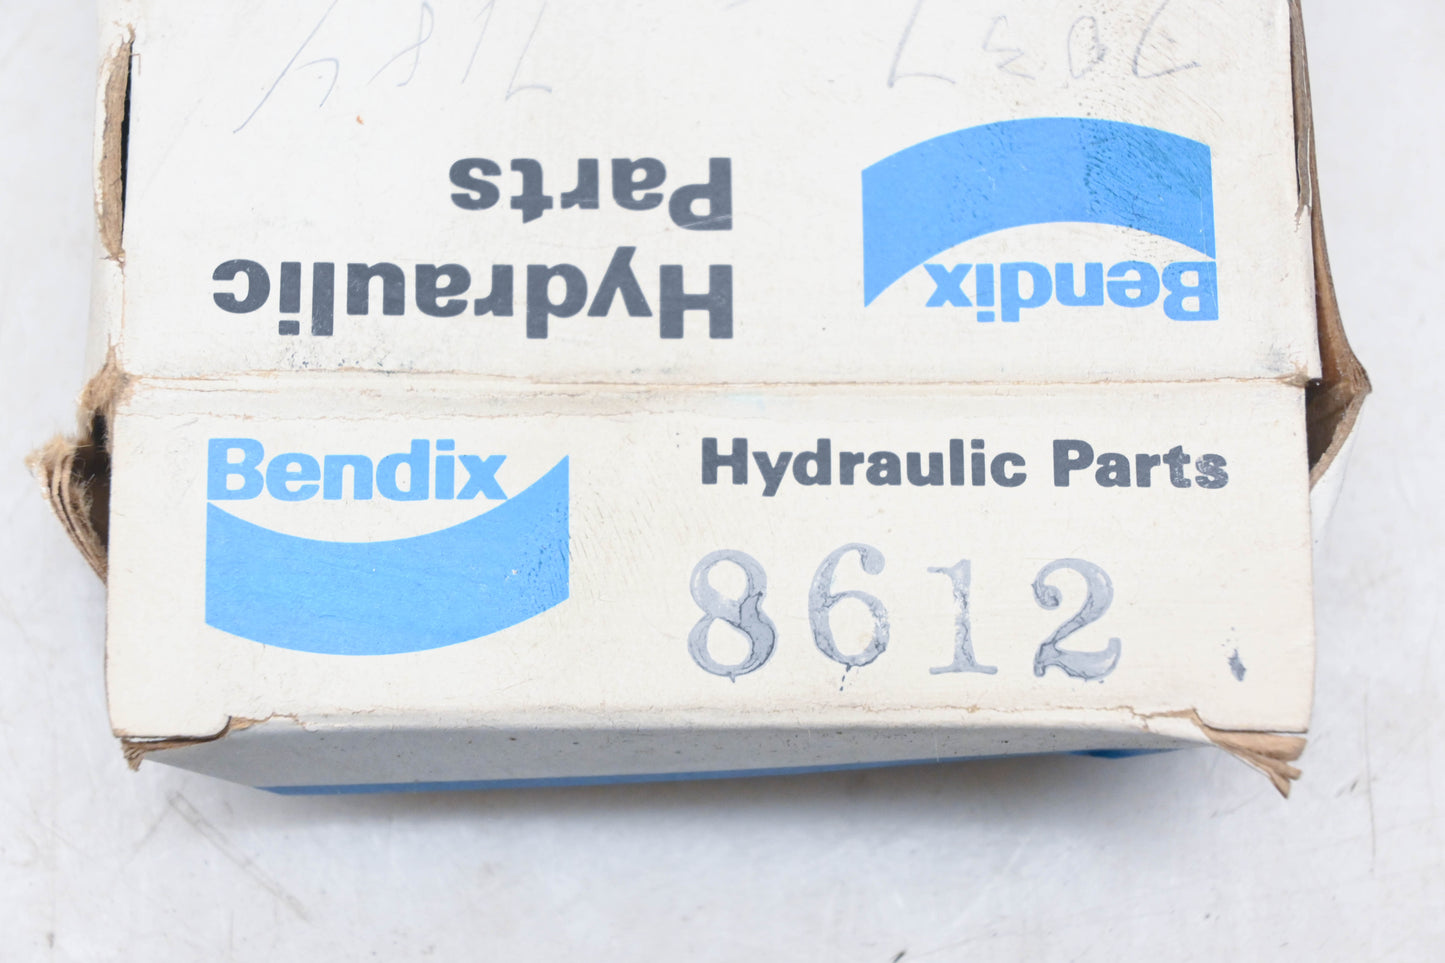 Hydraulic
Parts
Bendix
Bendix
Hydraulic Parts
8612